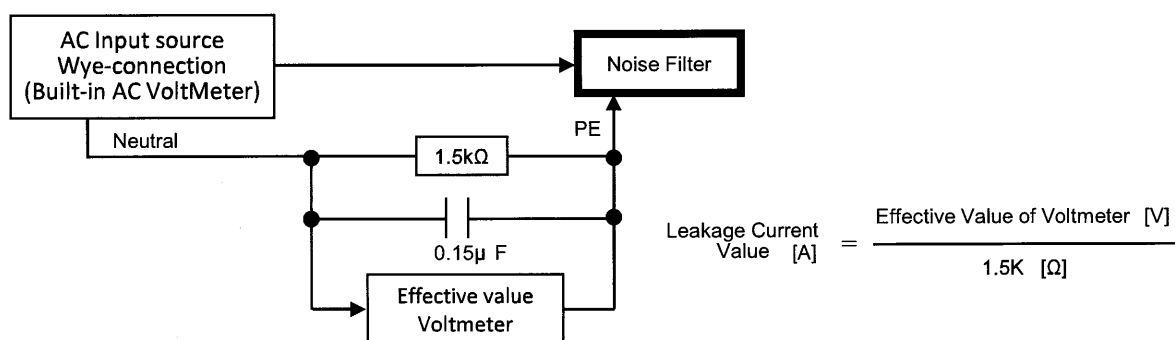 AC Input source
Wye-connection
(Built-in AC VoltMeter)
Noise Filter
PE
Neutral
1.5kΩ
0.15μ F
Effective value
Voltmeter
Leakage Current
Value [A]
=
Effective Value of Voltmeter [V]
1.5K [Ω]